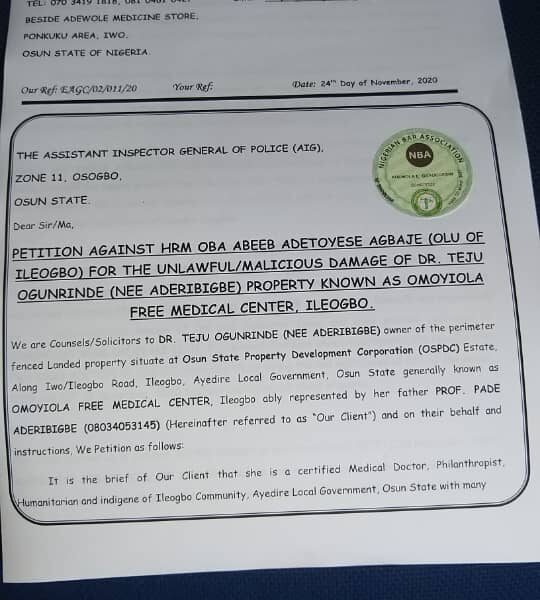 BESIDE ADEWOLE MEDICINE STORE,
PONKUKU AREA, IWO,
OSUN STATE OF NIGERIA.
Our Ref: EAGC/02/011/20 Your Ref: Date: 24th Day of November, 2020
THE ASSISTANT INSPECTOR GENERAL OF POLICE (AIG),
ZONE 11, OSOGBO,
OSUN STATE.
NIGERIAN BAR ASSOCIATION
NBA
Dear Sir/Ma,
PETITION AGAINST HRM OBA ABEEB ADETOYESE AGBAJE (OLU OF
ILEOGBO) FOR THE UNLAWFUL/MALICIOUS DAMAGE OF DR. TEJU
OGUNRINDE (NEE ADERIBIGBE) PROPERTY KNOWN AS OMOYIOLA
FREE MEDICAL CENTER, ILEOGBO.
We are Counsels/Solicitors to DR. TEJU OGUNRINDE (NEE ADERIBIGBE) owner of the perimeter
fenced Landed property situate at Osun State Property Development Corporation (OSPDC) Estate,
Along Iwo/Ileogbo Road, Ileogbo, Ayedire Local Government, Osun State generally known as
OMOYIOLA FREE MEDICAL CENTER, Ileogbo ably represented by her father PROF. PADE
ADERIBIGBE (08034053145) (Hereinafter referred to as "Our Client") and on their behalf and
instructions, We Petition as follows:
It is the brief of Our Client that she is a certified Medical Doctor, Philanthropist,
Humanitarian and indigene of Ileogbo Community, Ayedire Local Government, Osun State with many